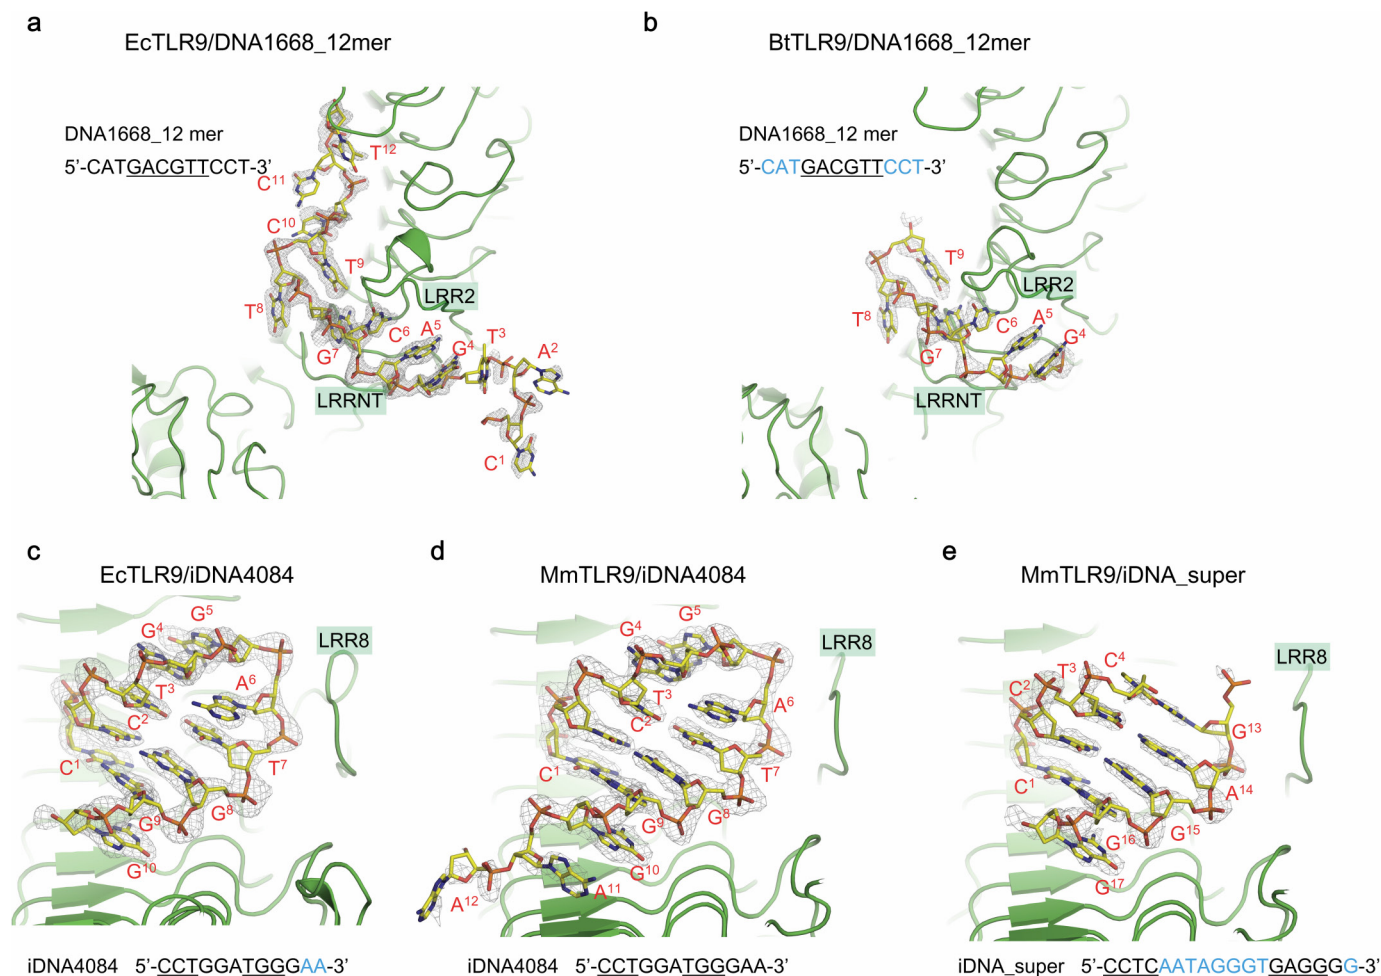 a
EcTLR9/DNA1668_12mer
DNA1668_12 mer
5’-CATGACGTTCCT-3’
T¹²
C¹¹
C¹⁰
T⁹
T⁸
G⁷
C⁶
A⁵
G⁴
T³
A²
C¹
LRR2
LRRNT
b
BtTLR9/DNA1668_12mer
DNA1668_12 mer
5’-CATGACGTTCCT-3’
T⁹
T⁸
G⁷
C⁶
A⁵
G⁴
LRR2
LRRNT
c
EcTLR9/iDNA4084
G⁵
G⁴
LRR8
T³
A⁶
C²
C¹
T⁷
G⁹
G⁸
G¹⁰
iDNA4084 5’-CCTGGATGGGAA-3’
d
MmTLR9/iDNA4084
G⁵
G⁴
LRR8
T³
A⁶
C²
C¹
T⁷
G⁹
G⁸
G¹⁰
A¹¹
A¹²
iDNA4084 5’-CCTGGATGGGAA-3’
e
MmTLR9/iDNA_super
C⁴
T³
LRR8
C²
G¹³
C¹
A¹⁴
G¹⁶
G¹⁵
G¹⁷
iDNA_super 5’-CCTCAATAGGGTGAGGGG-3’